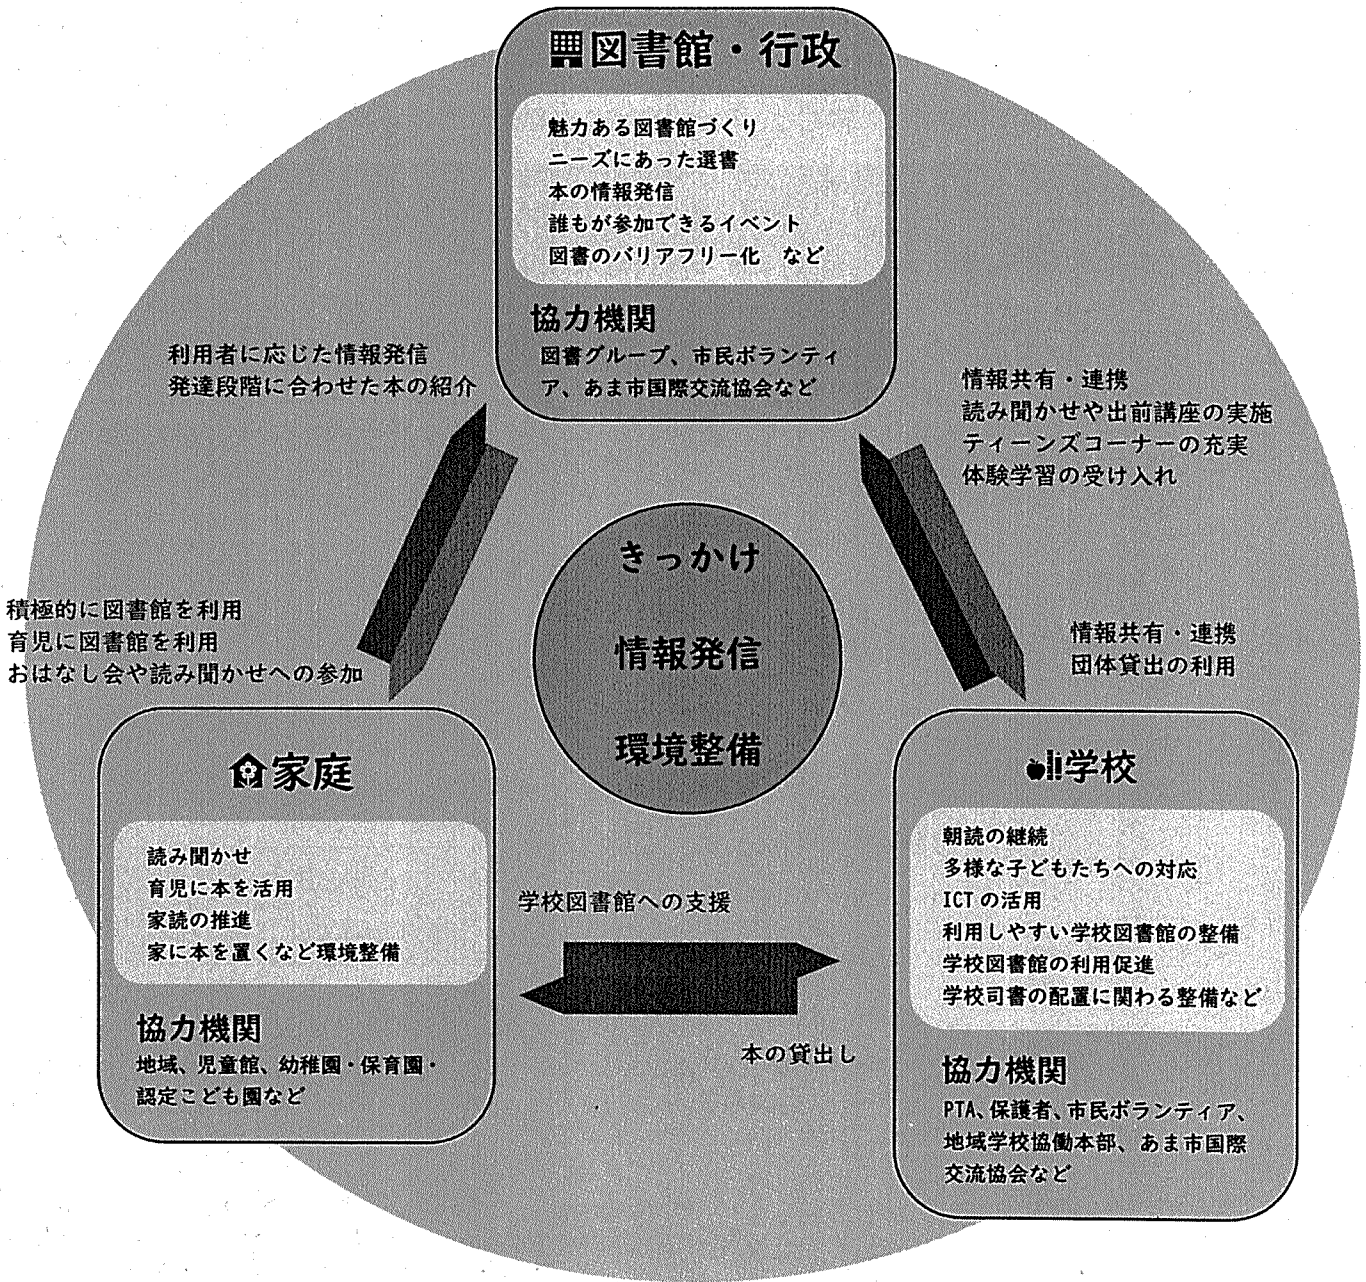 図書館・行政
魅力ある図書館づくり
ニーズにあった選書
本の情報発信
誰もが参加できるイベント
図書のバリアフリー化　など
協力機関
図書グループ、市民ボランティ
ア、あま市国際交流協会など
利用者に応じた情報発信
発達段階に合わせた本の紹介
情報共有・連携
読み聞かせや出前講座の実施
ティーンズコーナーの充実
体験学習の受け入れ
きっかけ
情報発信
環境整備
積極的に図書館を利用
育児に図書館を利用
おはなし会や読み聞かせへの参加
情報共有・連携
団体貸出の利用
家庭
読み聞かせ
育児に本を活用
家読の推進
家に本を置くなど環境整備
協力機関
地域、児童館、幼稚園・保育園・
認定こども園など
学校図書館への支援
本の貸出し
学校
朝読の継続
多様な子どもたちへの対応
ICTの活用
利用しやすい学校図書館の整備
学校図書館の利用促進
学校司書の配置に関わる整備など
協力機関
PTA、保護者、市民ボランティア、
地域学校協働本部、あま市国際
交流協会など